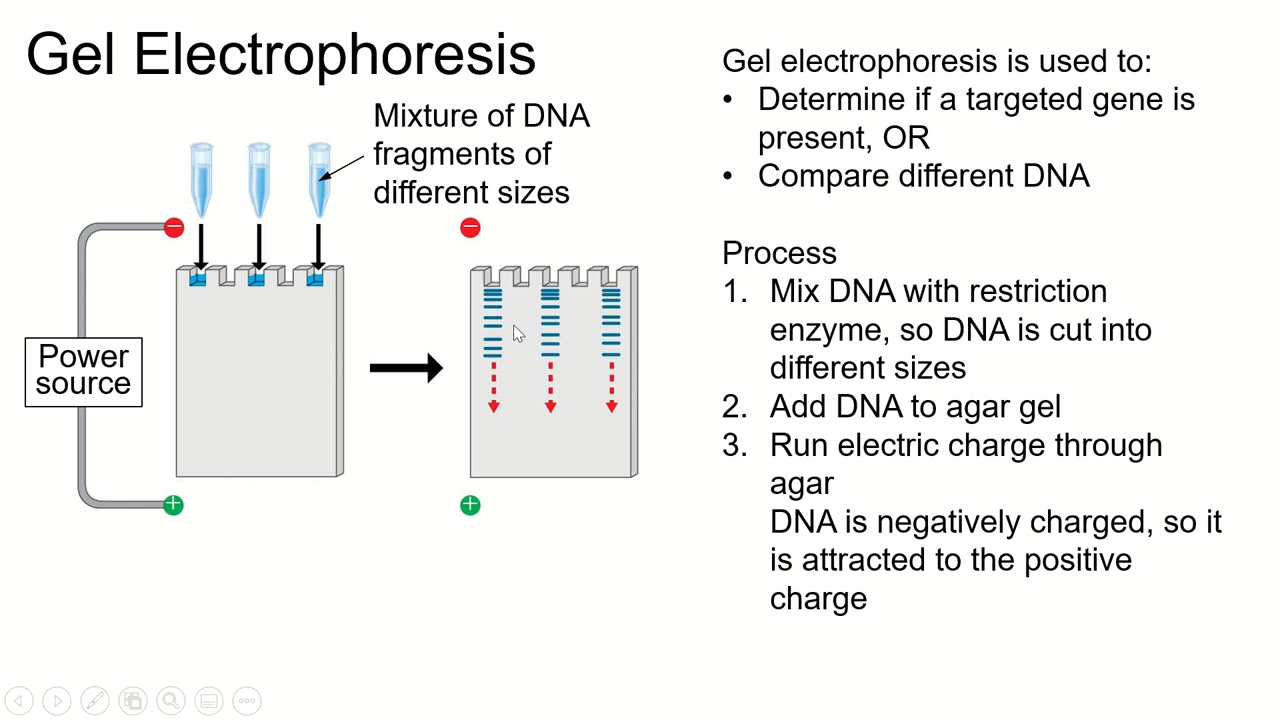 Gel Electrophoresis
Mixture of DNA
fragments of
different sizes
Power
source
Gel electrophoresis is used to:
• Determine if a targeted gene is
present, OR
• Compare different DNA
Process
1. Mix DNA with restriction
enzyme, so DNA is cut into
different sizes
2. Add DNA to agar gel
3. Run electric charge through
agar
DNA is negatively charged, so it
is attracted to the positive
charge